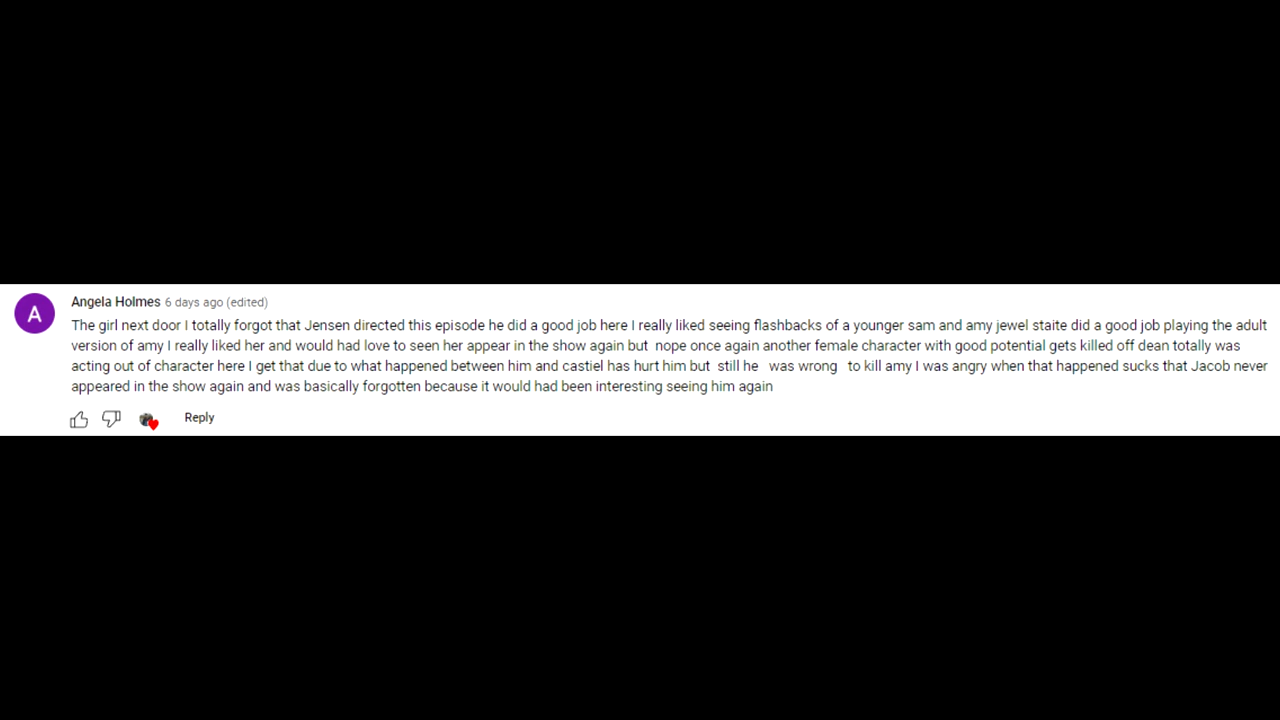 A
Angela Holmes 6 days ago (edited)
The girl next door I totally forgot that Jensen directed this episode he did a good job here I really liked seeing flashbacks of a younger sam and amy jewel staite did a good job playing the adult
version of amy I really liked her and would had love to seen her appear in the show again but  nope once again another female character with good potential gets killed off dean totally was
acting out of character here I get that due to what happened between him and castiel has hurt him but  still he   was wrong   to kill amy I was angry when that happened sucks that Jacob never
appeared in the show again and was basically forgotten because it would had been interesting seeing him again
Reply